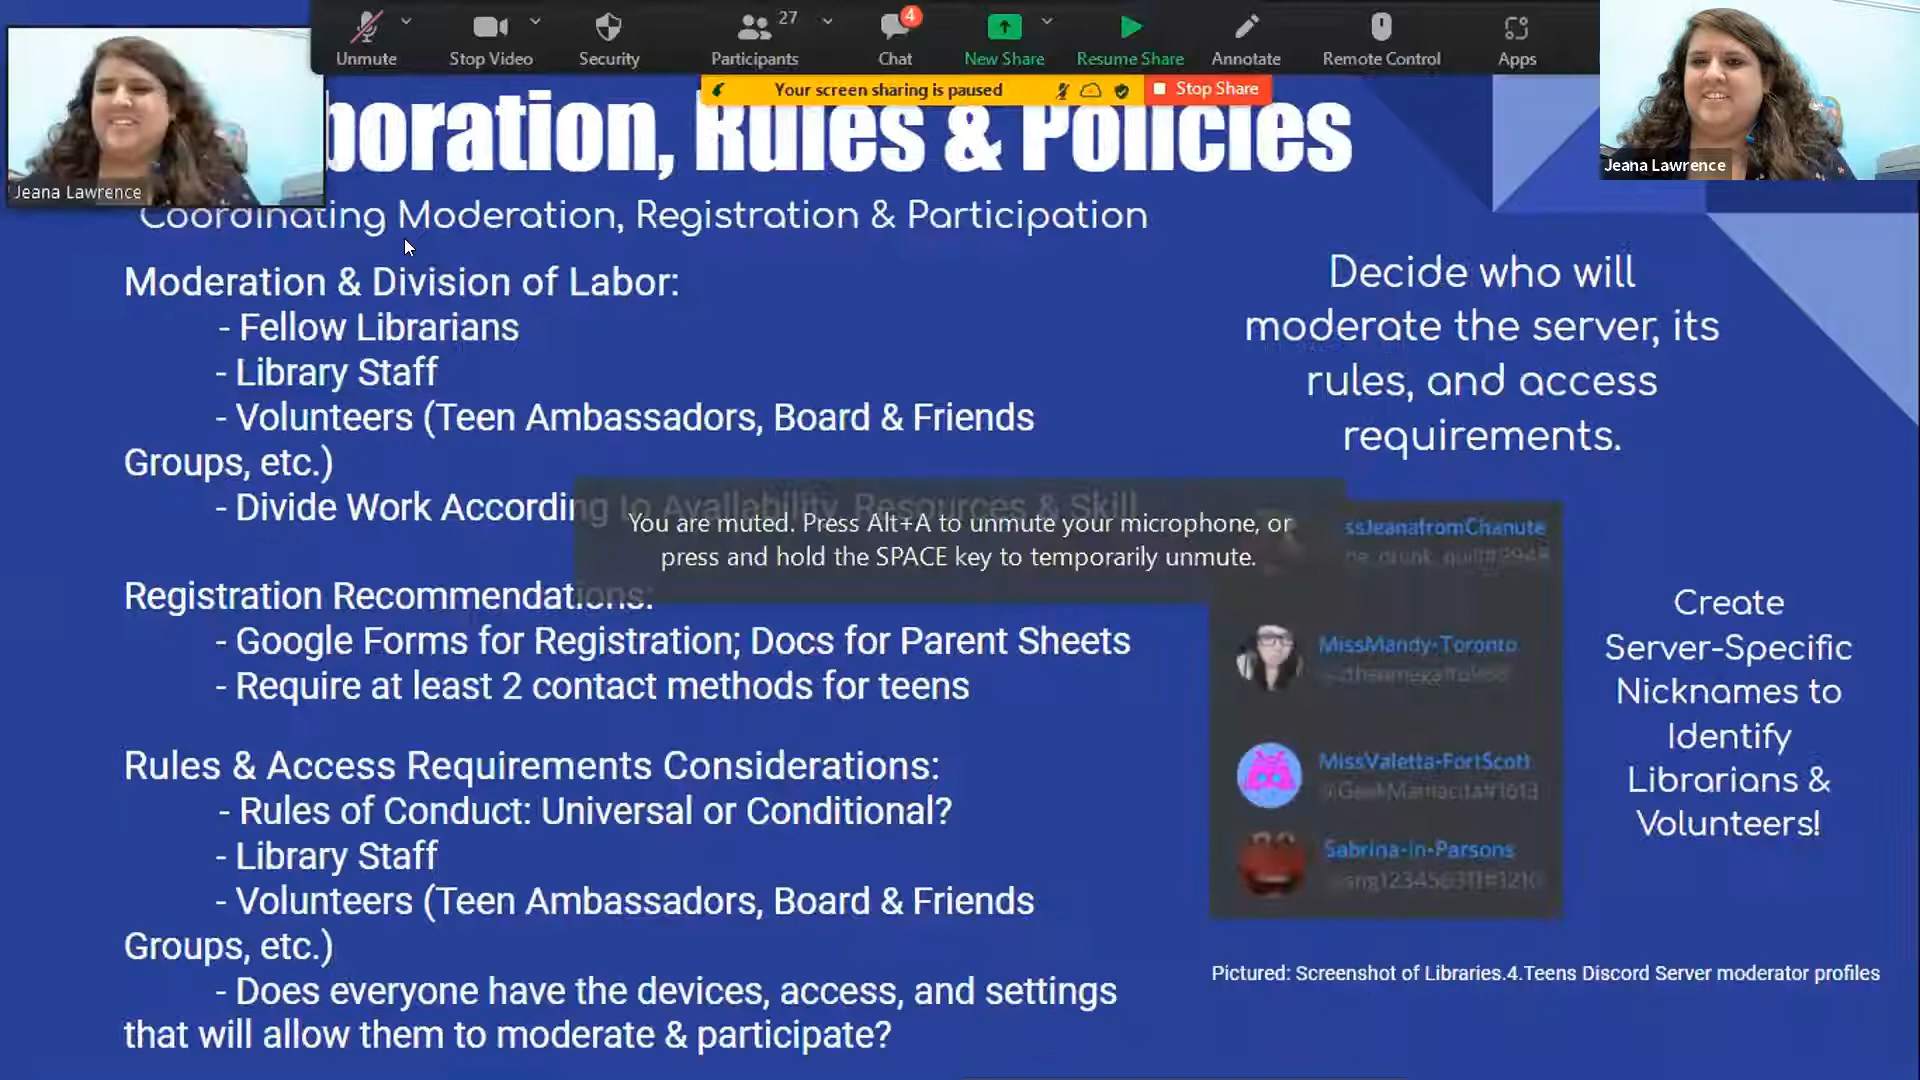 Unmute
Stop Video
Security
Participants
27
Chat
4
New Share
Resume Share
Annotate
Remote Control
Apps
Your screen sharing is paused
Stop Share
Jeana Lawrence
Jeana Lawrence
boration, Rules & Policies
Coordinating Moderation, Registration & Participation
Moderation & Division of Labor:
- Fellow Librarians
- Library Staff
- Volunteers (Teen Ambassadors, Board & Friends
Groups, etc.)
- Divide Work According to Availability, Resources & Skill
You are muted. Press Alt+A to unmute your microphone, or
press and hold the SPACE key to temporarily unmute.
Registration Recommendations:
- Google Forms for Registration; Docs for Parent Sheets
- Require at least 2 contact methods for teens
Rules & Access Requirements Considerations:
- Rules of Conduct: Universal or Conditional?
- Library Staff
- Volunteers (Teen Ambassadors, Board & Friends
Groups, etc.)
- Does everyone have the devices, access, and settings
that will allow them to moderate & participate?
Decide who will
moderate the server, its
rules, and access
requirements.
ssJeanafromChanute
MissMandy-Toronto
MissValetta-FortScott
Sabrina-in-Parsons
Create
Server-Specific
Nicknames to
Identify
Librarians &
Volunteers!
Pictured: Screenshot of Libraries.4.Teens Discord Server moderator profiles